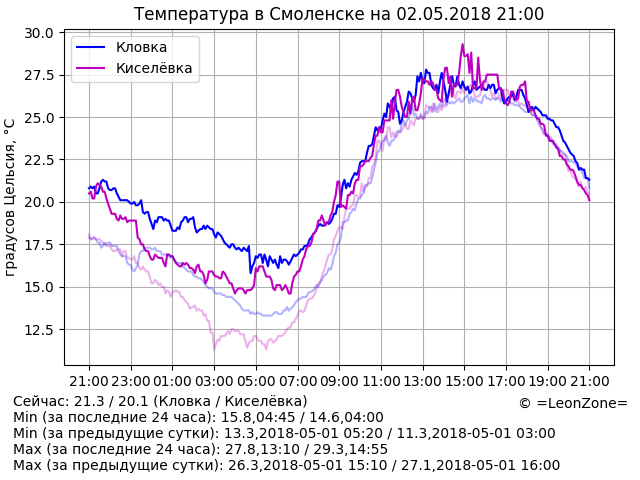 Температура в Смоленске на 02.05.2018 21:00
градусов Цельсия, °C
30.0
27.5
25.0
22.5
20.0
17.5
15.0
12.5
Кловка
Киселёвка
21:00 23:00 01:00 03:00 05:00 07:00 09:00 11:00 13:00 15:00 17:00 19:00 21:00
Сейчас: 21.3 / 20.1 (Кловка / Киселёвка)
© =LeonZone=
Min (за последние 24 часа): 15.8,04:45 / 14.6,04:00
Min (за предыдущие сутки): 13.3,2018-05-01 05:20 / 11.3,2018-05-01 03:00
Max (за последние 24 часа): 27.8,13:10 / 29.3,14:55
Max (за предыдущие сутки): 26.3,2018-05-01 15:10 / 27.1,2018-05-01 16:00